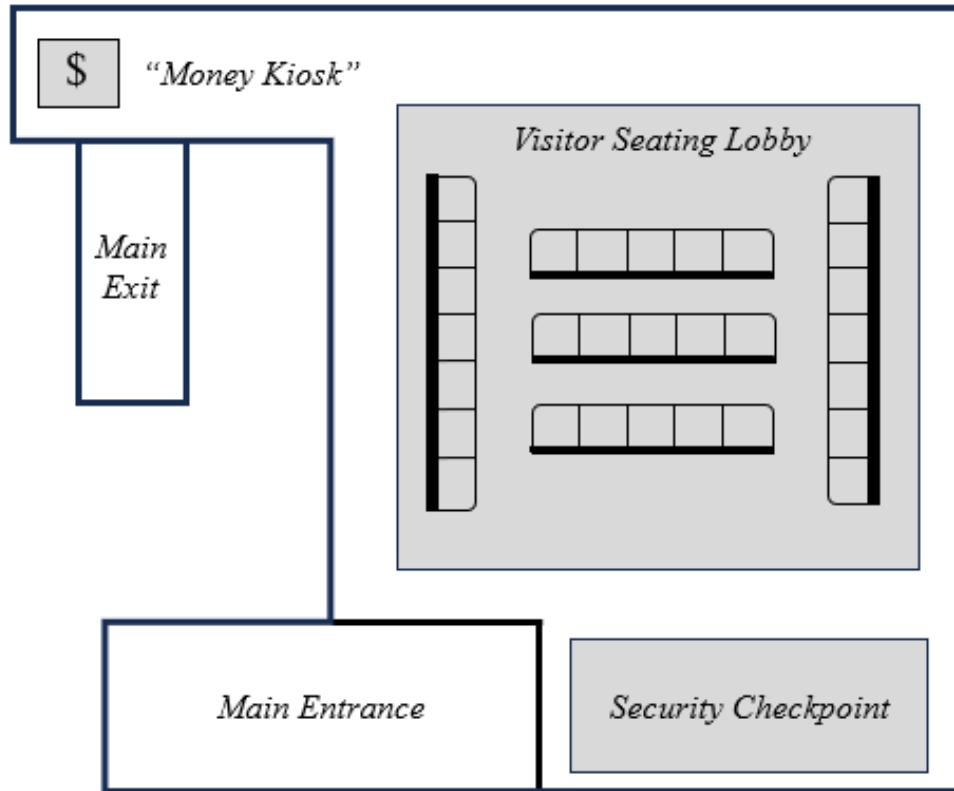 $
“Money Kiosk”
Visitor Seating Lobby
Main
Exit
Main Entrance
Security Checkpoint